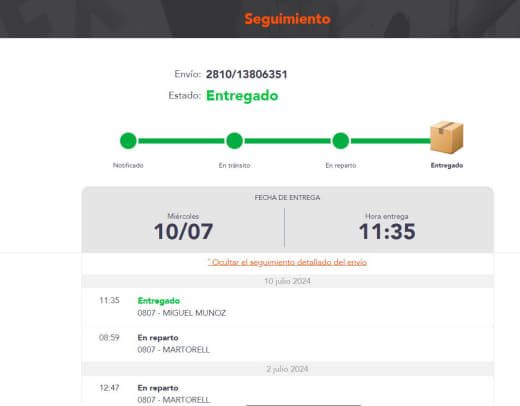 Seguimiento
Envío: 2810/13806351
Estado: Entregado
Notificado En tránsito En reparto Entregado
FECHA DE ENTREGA
Miércoles Hora entrega
10/07 11:35
ˆ Ocultar el seguimiento detallado del envío
10 julio 2024
11:35 Entregado
0807 - MIGUEL MUNOZ
08:59 En reparto
0807 - MARTORELL
2 julio 2024
12:47 En reparto
0807 - MARTORELL